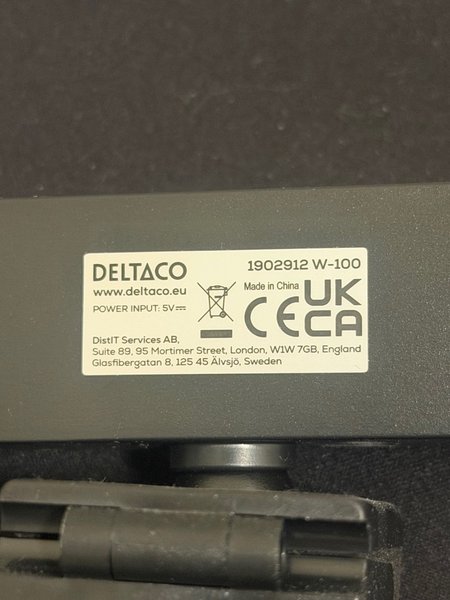 DELTACO
1902912 W-100
www.deltaco.eu
Made in China
POWER INPUT: 5V⎓
CE
UK
CA
DistIT Services AB,
Suite 89, 95 Mortimer Street, London, W1W 7GB, England
Glasfibergatan 8, 125 45 Älvsjö, Sweden